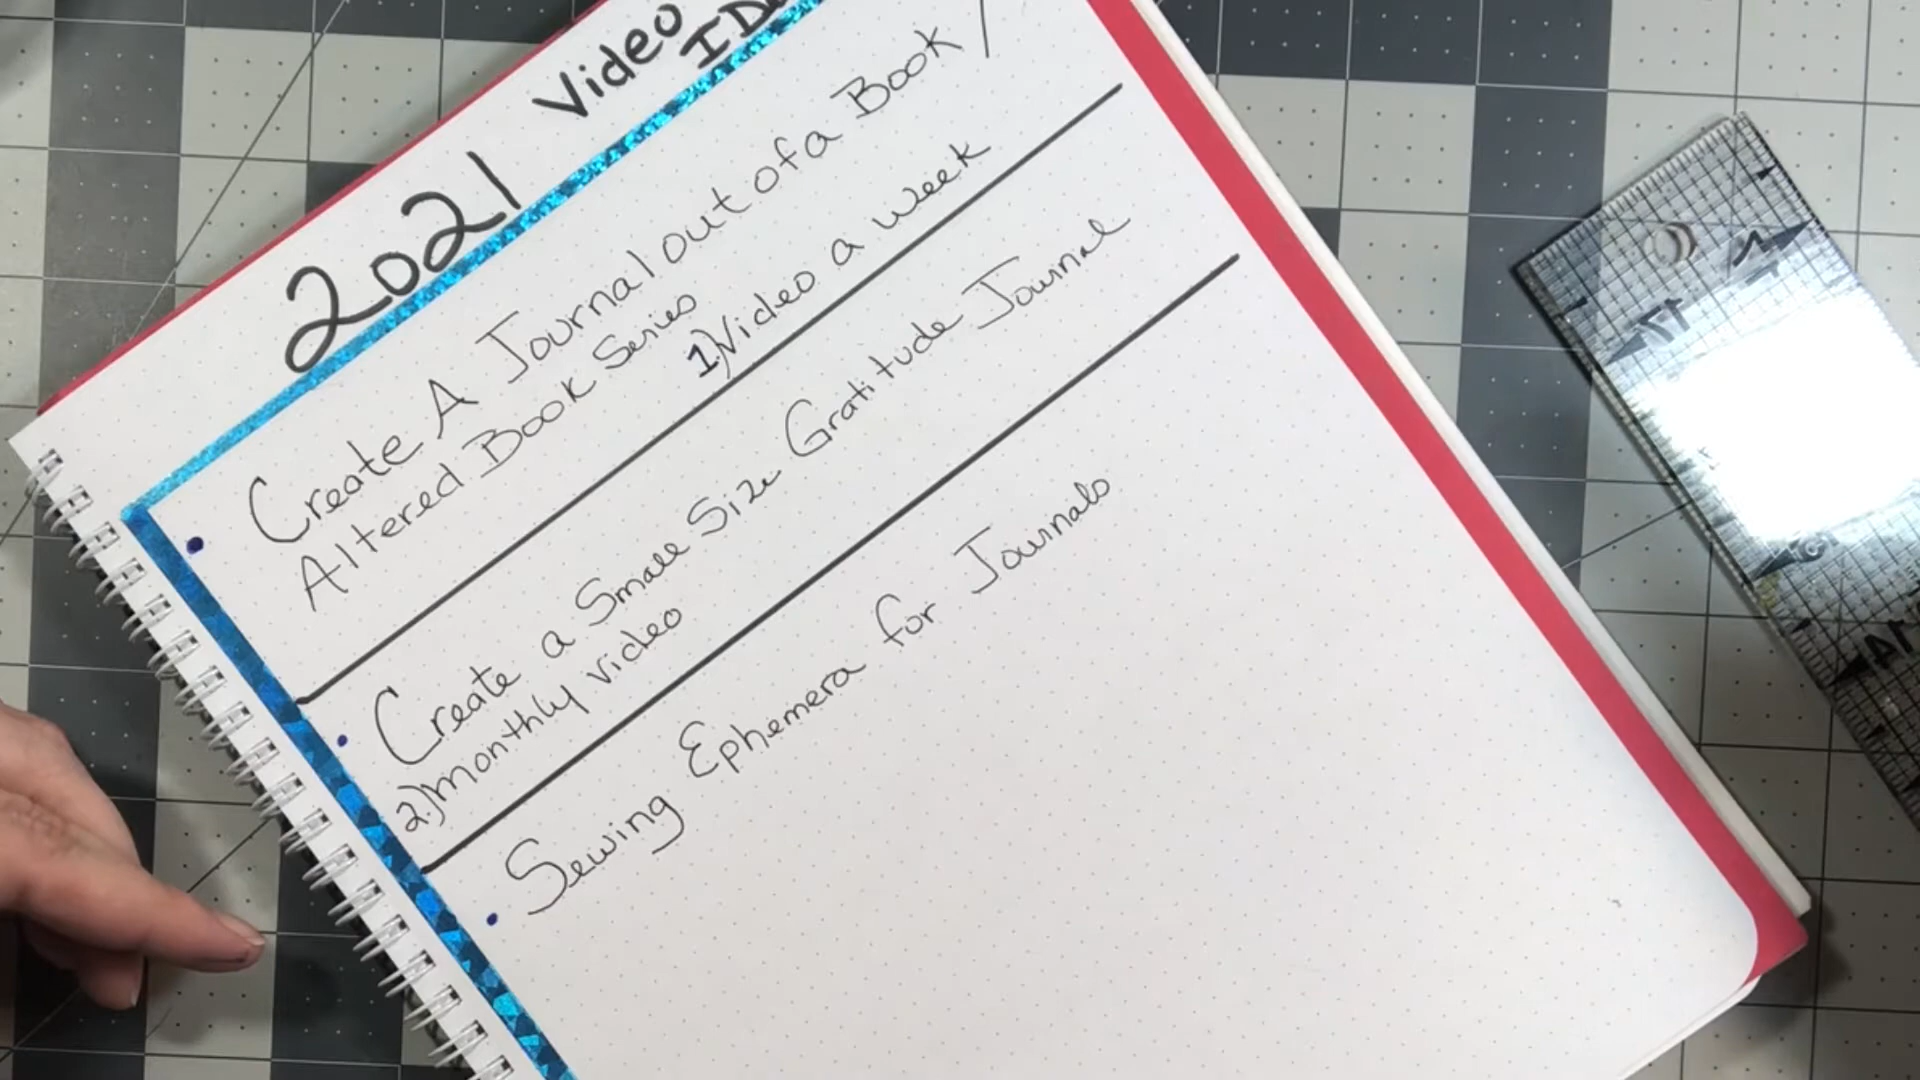 2021 Video
• Create A Journal out of a Book /
Altered Book Series
1) Video a week
• Create a Small Size Gratitude Journal
2.) monthly video
• Sewing Ephemera for Journals